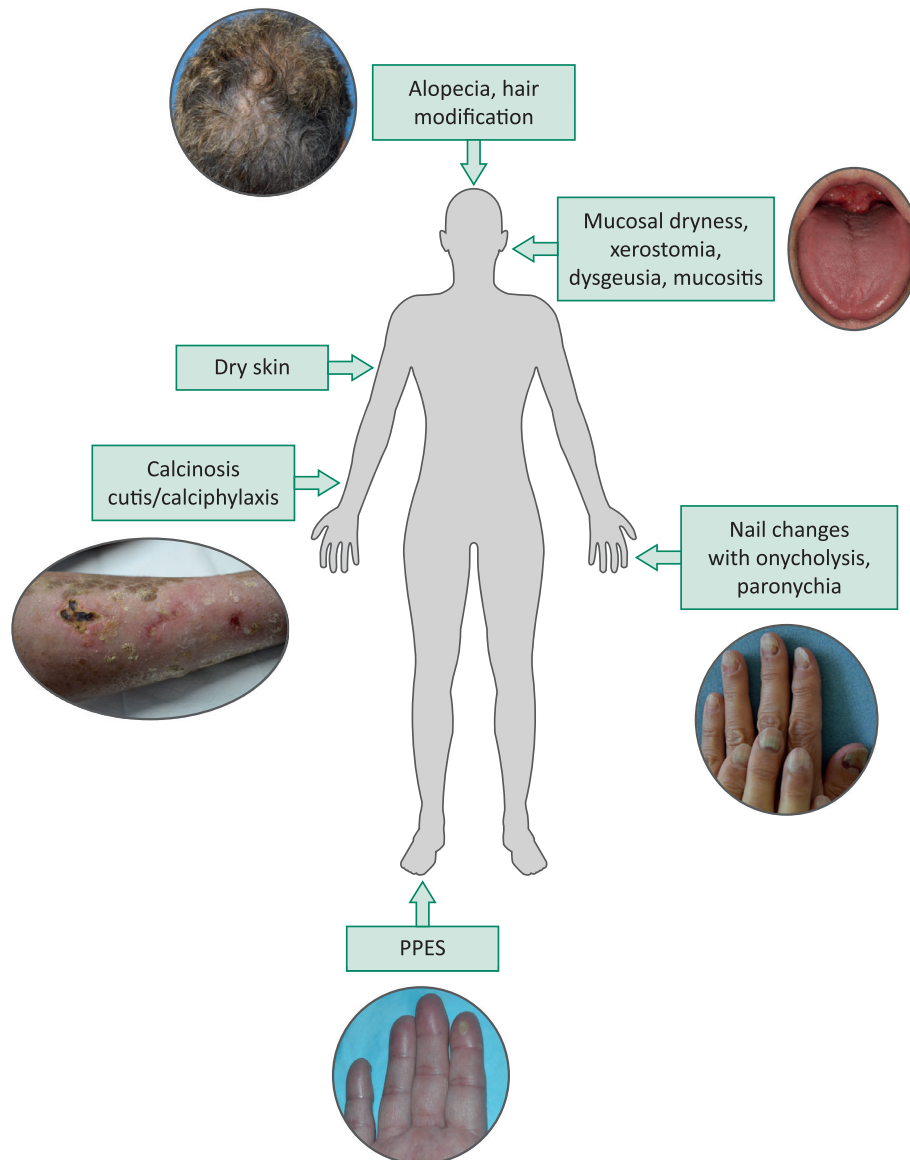 Alopecia, hair
modification
Mucosal dryness,
xerostomia,
dysgeusia, mucositis
Dry skin
Calcinosis
cutis/calciphylaxis
Nail changes
with onycholysis,
paronychia
PPES